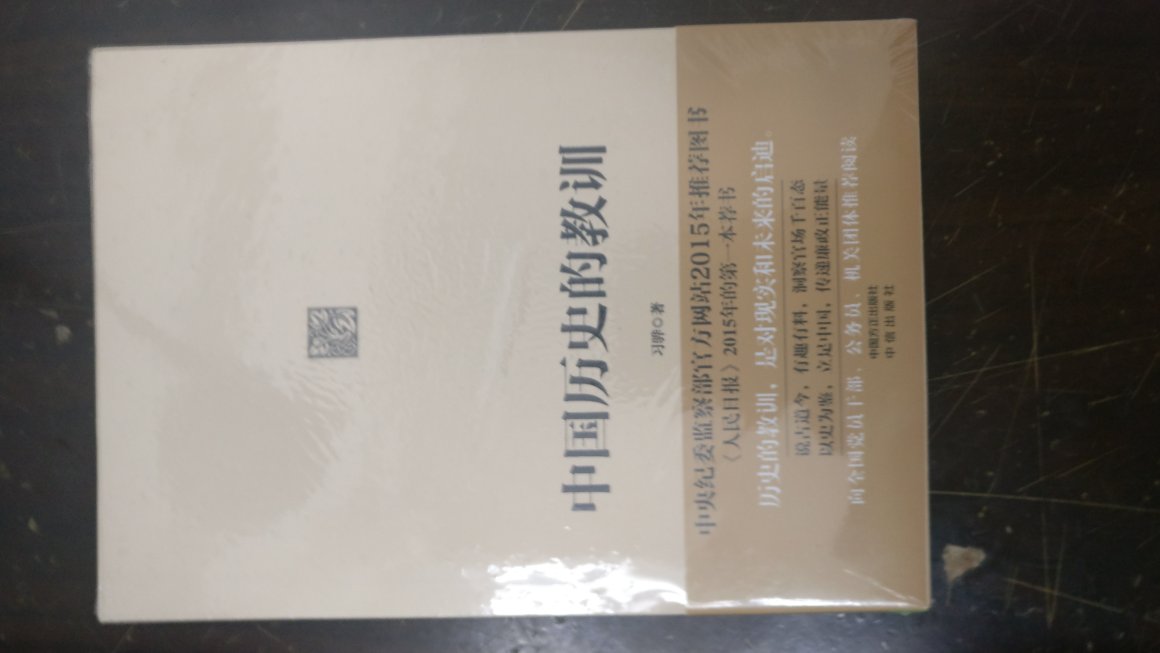 中国历史的教训
习骅◎著
中央纪委监察部官方网站2015年推荐图书
《人民日报》2015年的第一本荐书
历史的教训，是对现实和未来的启迪。
说古道今，有趣有料，洞察官场千百态
以史为鉴，立足中国，传递廉政正能量
向全国党员干部、公务员、机关团体推荐阅读
中国方正出版社
中信出版社